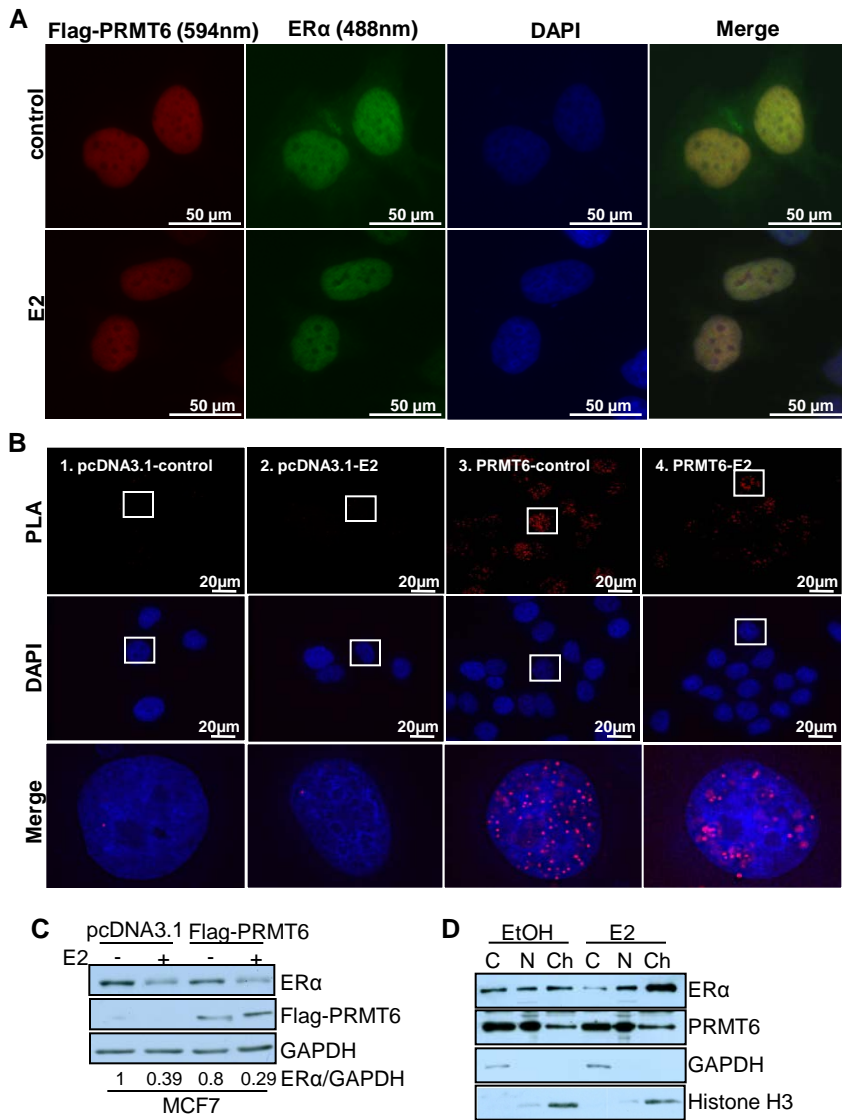 A
Flag-PRMT6 (594nm) ERα (488nm) DAPI Merge
control
50 µm 50 µm 50 µm 50 µm
E2
50 µm 50 µm 50 µm 50 µm
B
1. pcDNA3.1-control 2. pcDNA3.1-E2 3. PRMT6-control 4. PRMT6-E2
PLA
20µm 20µm 20µm 20µm
DAPI
20µm 20µm 20µm 20µm
Merge
C
pcDNA3.1 Flag-PRMT6
E2 - + - +
ERα
Flag-PRMT6
GAPDH
1 0.39 0.8 0.29 ERα/GAPDH
MCF7
D
EtOH E2
C N Ch C N Ch
ERα
PRMT6
GAPDH
Histone H3